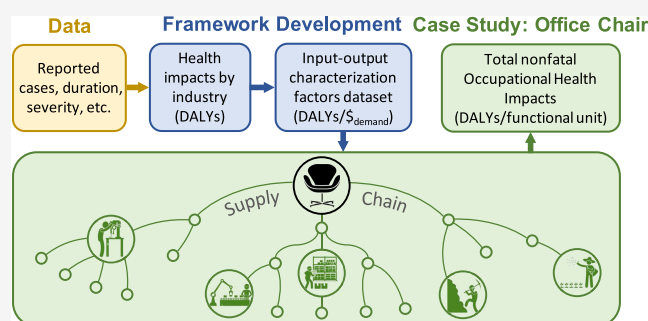 Data
Framework Development
Case Study: Office Chair
Reported
cases, duration,
severity, etc.
Health
impacts by
industry
(DALYs)
Input-output
characterization
factors dataset
(DALYs/$demand)
Total nonfatal
Occupational Health
Impacts
(DALYs/functional unit)
Supply
Chain